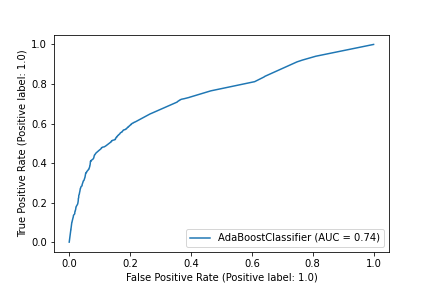 1.0
0.8
0.6
0.4
0.2
0.0
True Positive Rate (Positive label: 1.0)
AdaBoostClassifier (AUC = 0.74)
0.0 0.2 0.4 0.6 0.8 1.0
False Positive Rate (Positive label: 1.0)